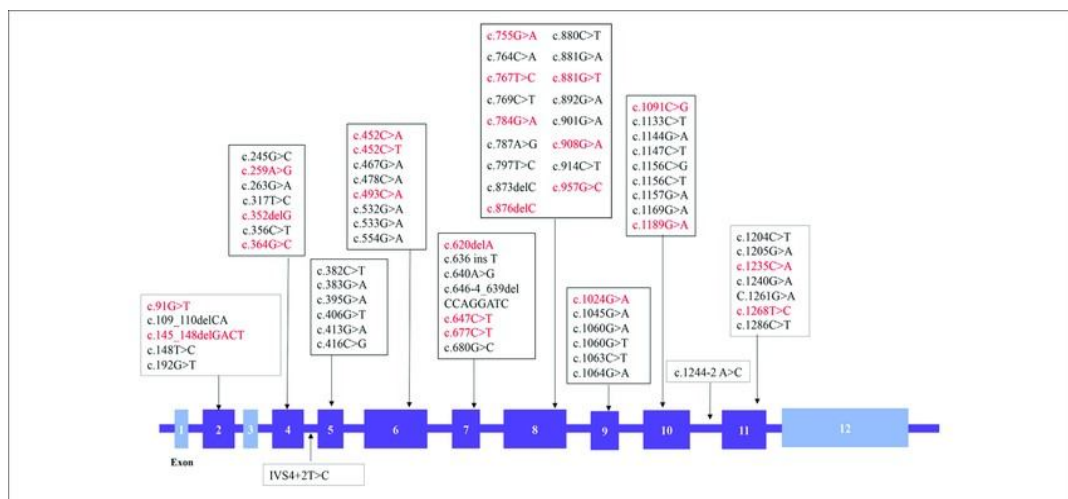 c.755G>A c.880C>T
c.764C>A c.881G>A
c.767T>C c.881G>T
c.769C>T c.892G>A
c.784G>A c.901G>A
c.787A>G c.908G>A
c.797T>C c.914C>T
c.873delC c.957G>C
c.876delC
c.1091C>G
c.1133C>T
c.1144G>A
c.1147C>T
c.1156C>G
c.1156C>T
c.1157G>A
c.1169G>A
c.1189G>A
c.452C>A
c.452C>T
c.467G>A
c.478C>A
c.493C>A
c.532G>A
c.533G>A
c.554G>A
c.245G>C
c.259A>G
c.263G>A
c.317T>C
c.352delG
c.356C>T
c.364G>C
c.1204C>T
c.1205G>A
c.1235C>A
c.1240G>A
C.1261G>A
c.1268T>C
c.1286C>T
c.620delA
c.636 ins T
c.640A>G
c.646-4_639del
CCAGGATC
c.647C>T
c.677C>T
c.680G>C
c.382C>T
c.383G>A
c.395G>A
c.406G>T
c.413G>A
c.416C>G
c.1024G>A
c.1045G>A
c.1060G>A
c.1060G>T
c.1063C>T
c.1064G>A
c.91G>T
c.109_110delCA
c.145_148delGACT
c.148T>C
c.192G>T
c.1244-2 A>C
1 2 3 4 5 6 7 8 9 10 11 12
Exon
IVS4+2T>C